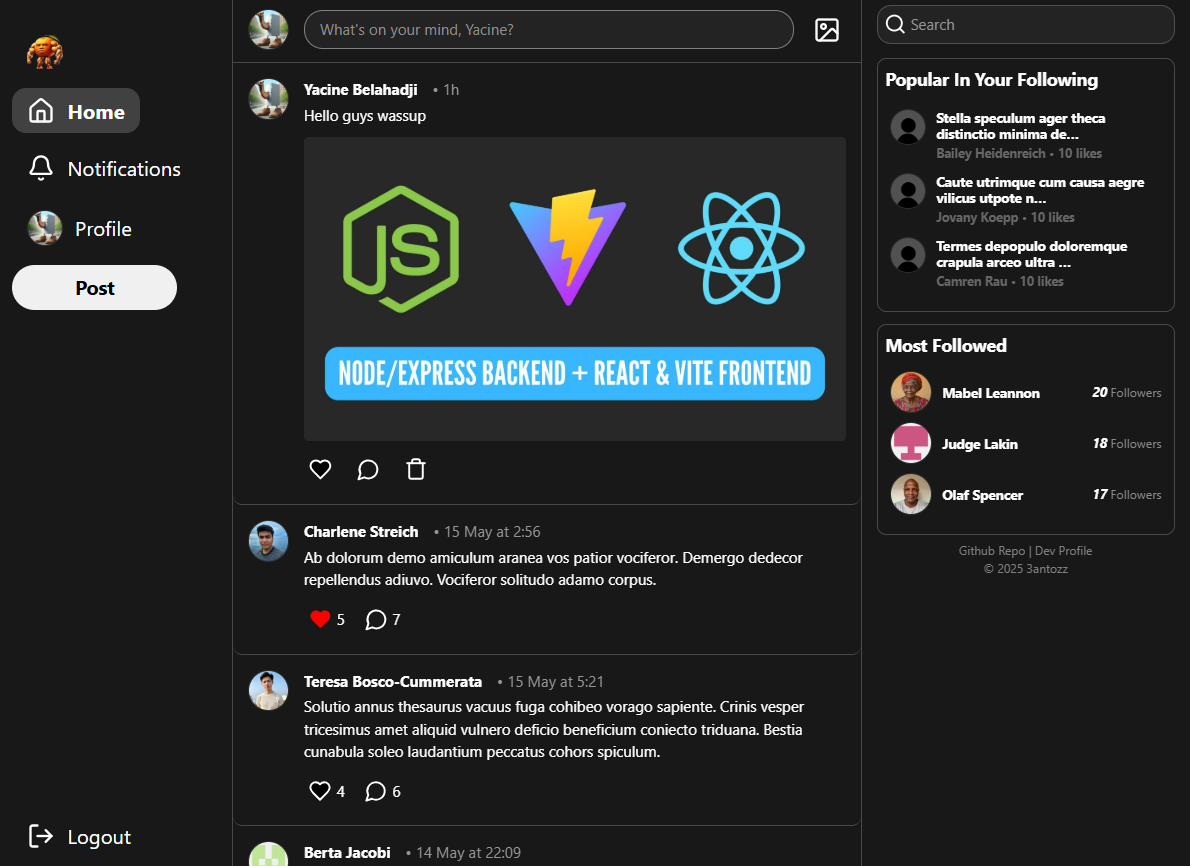 Home
Notifications
Profile
Post
Logout
What's on your mind, Yacine?
Yacine Belahadji • 1h
Hello guys wassup
JS
NODE/EXPRESS BACKEND + REACT & VITE FRONTEND
Charlene Streich • 15 May at 2:56
Ab dolorum demo amiculum aranea vos patior vociferor. Demergo dedecor
repellendus adiuvo. Vociferor solitudo adamo corpus.
5 7
Teresa Bosco-Cummerata • 15 May at 5:21
Solutio annus thesaurus vacuus fuga cohibeo vorago sapiente. Crinis vesper
tricesimus amet aliquid vulnero deficio beneficium coniecto triduana. Bestia
cunabula soleo laudantium peccatus cohors spiculum.
4 6
Berta Jacobi • 14 May at 22:09
Search
Popular In Your Following
Stella speculum ager theca
distinctio minima de...
Bailey Heidenreich • 10 likes
Caute utrimque cum causa aegre
vilicus utpote n...
Jovany Koepp • 10 likes
Termes depopulo doloremque
crapula arceo ultra ...
Camren Rau • 10 likes
Most Followed
Mabel Leannon 20 Followers
Judge Lakin 18 Followers
Olaf Spencer 17 Followers
Github Repo | Dev Profile
© 2025 3antozz